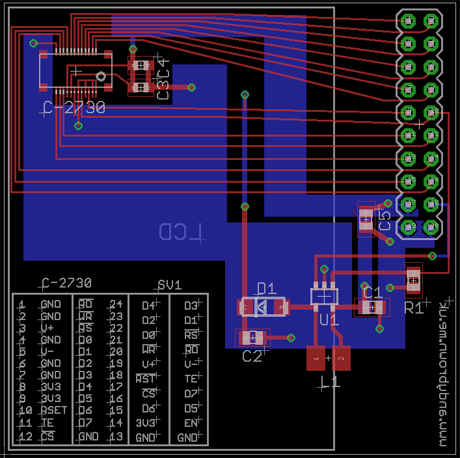 C3
C4
C-2730
LCD
C5
D1
C2
U1
C1
R1
L1
www.andybrown.me.uk
C-2730
SV1
1 GND RD 24 D4 D3
2 GND WR 23 D2 D1
3 V+ RS 22 D0 RS
4 GND D0 21 WR RD
5 V- D1 20 V+ V-
6 GND D2 19 RST TE
7 GND D3 18 CS D7
8 3V3 D4 17 D6 D5
9 3V3 D5 16 3V3 EN
10 RSET D6 15 GND GND
11 TE D7 14
12 CS GND 13